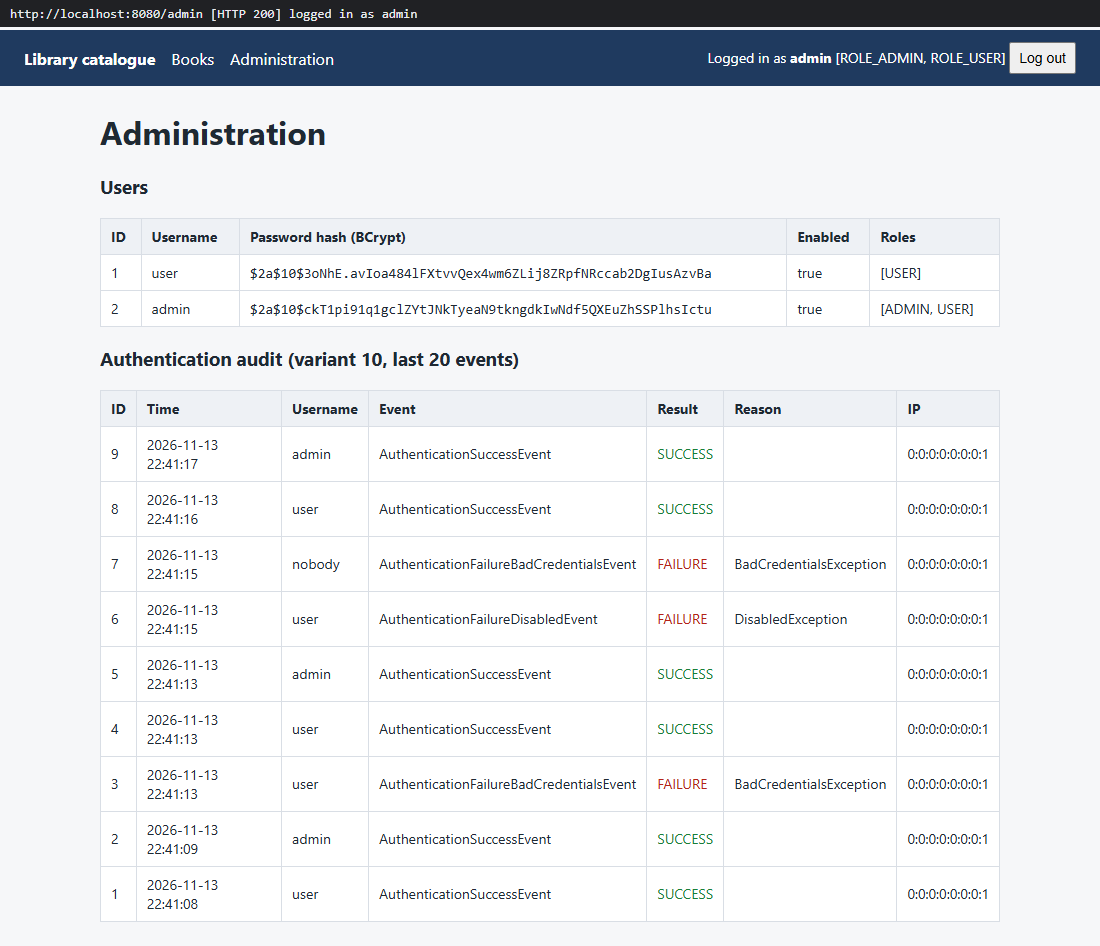 http://localhost:8080/admin [HTTP 200] logged in as admin
Library catalogue Books Administration Logged in as admin [ROLE_ADMIN, ROLE_USER] Log out
Administration
Users
ID Username Password hash (BCrypt) Enabled Roles
1 user $2a$10$3oNhE.avIoa484lFXtvvQex4wm6ZLij8ZRpfNRccab2DgIusAzvBa true [USER]
2 admin $2a$10$ckT1pi91q1gclZYtJNkTyeaN9tkngdkIwNdf5QXEuZhSSPlhsIctu true [ADMIN, USER]
Authentication audit (variant 10, last 20 events)
ID Time Username Event Result Reason IP
9 2026-11-13 22:41:17 admin AuthenticationSuccessEvent SUCCESS 0:0:0:0:0:0:0:1
8 2026-11-13 22:41:16 user AuthenticationSuccessEvent SUCCESS 0:0:0:0:0:0:0:1
7 2026-11-13 22:41:15 nobody AuthenticationFailureBadCredentialsEvent FAILURE BadCredentialsException 0:0:0:0:0:0:0:1
6 2026-11-13 22:41:15 user AuthenticationFailureDisabledEvent FAILURE DisabledException 0:0:0:0:0:0:0:1
5 2026-11-13 22:41:13 admin AuthenticationSuccessEvent SUCCESS 0:0:0:0:0:0:0:1
4 2026-11-13 22:41:13 user AuthenticationSuccessEvent SUCCESS 0:0:0:0:0:0:0:1
3 2026-11-13 22:41:13 user AuthenticationFailureBadCredentialsEvent FAILURE BadCredentialsException 0:0:0:0:0:0:0:1
2 2026-11-13 22:41:09 admin AuthenticationSuccessEvent SUCCESS 0:0:0:0:0:0:0:1
1 2026-11-13 22:41:08 user AuthenticationSuccessEvent SUCCESS 0:0:0:0:0:0:0:1